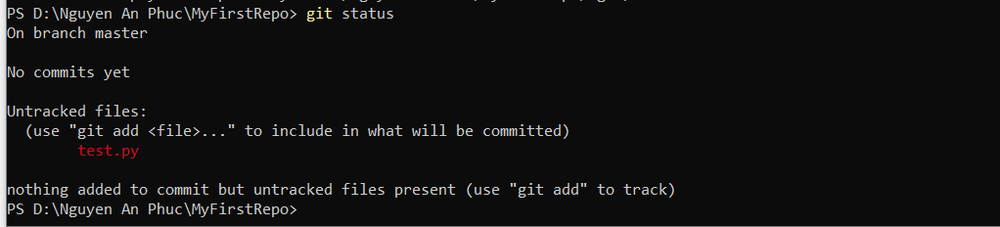 PS D:\Nguyen An Phuc\MyFirstRepo> git status
On branch master
No commits yet
Untracked files:
(use "git add <file>..." to include in what will be committed)
test.py
nothing added to commit but untracked files present (use "git add" to track)
PS D:\Nguyen An Phuc\MyFirstRepo>